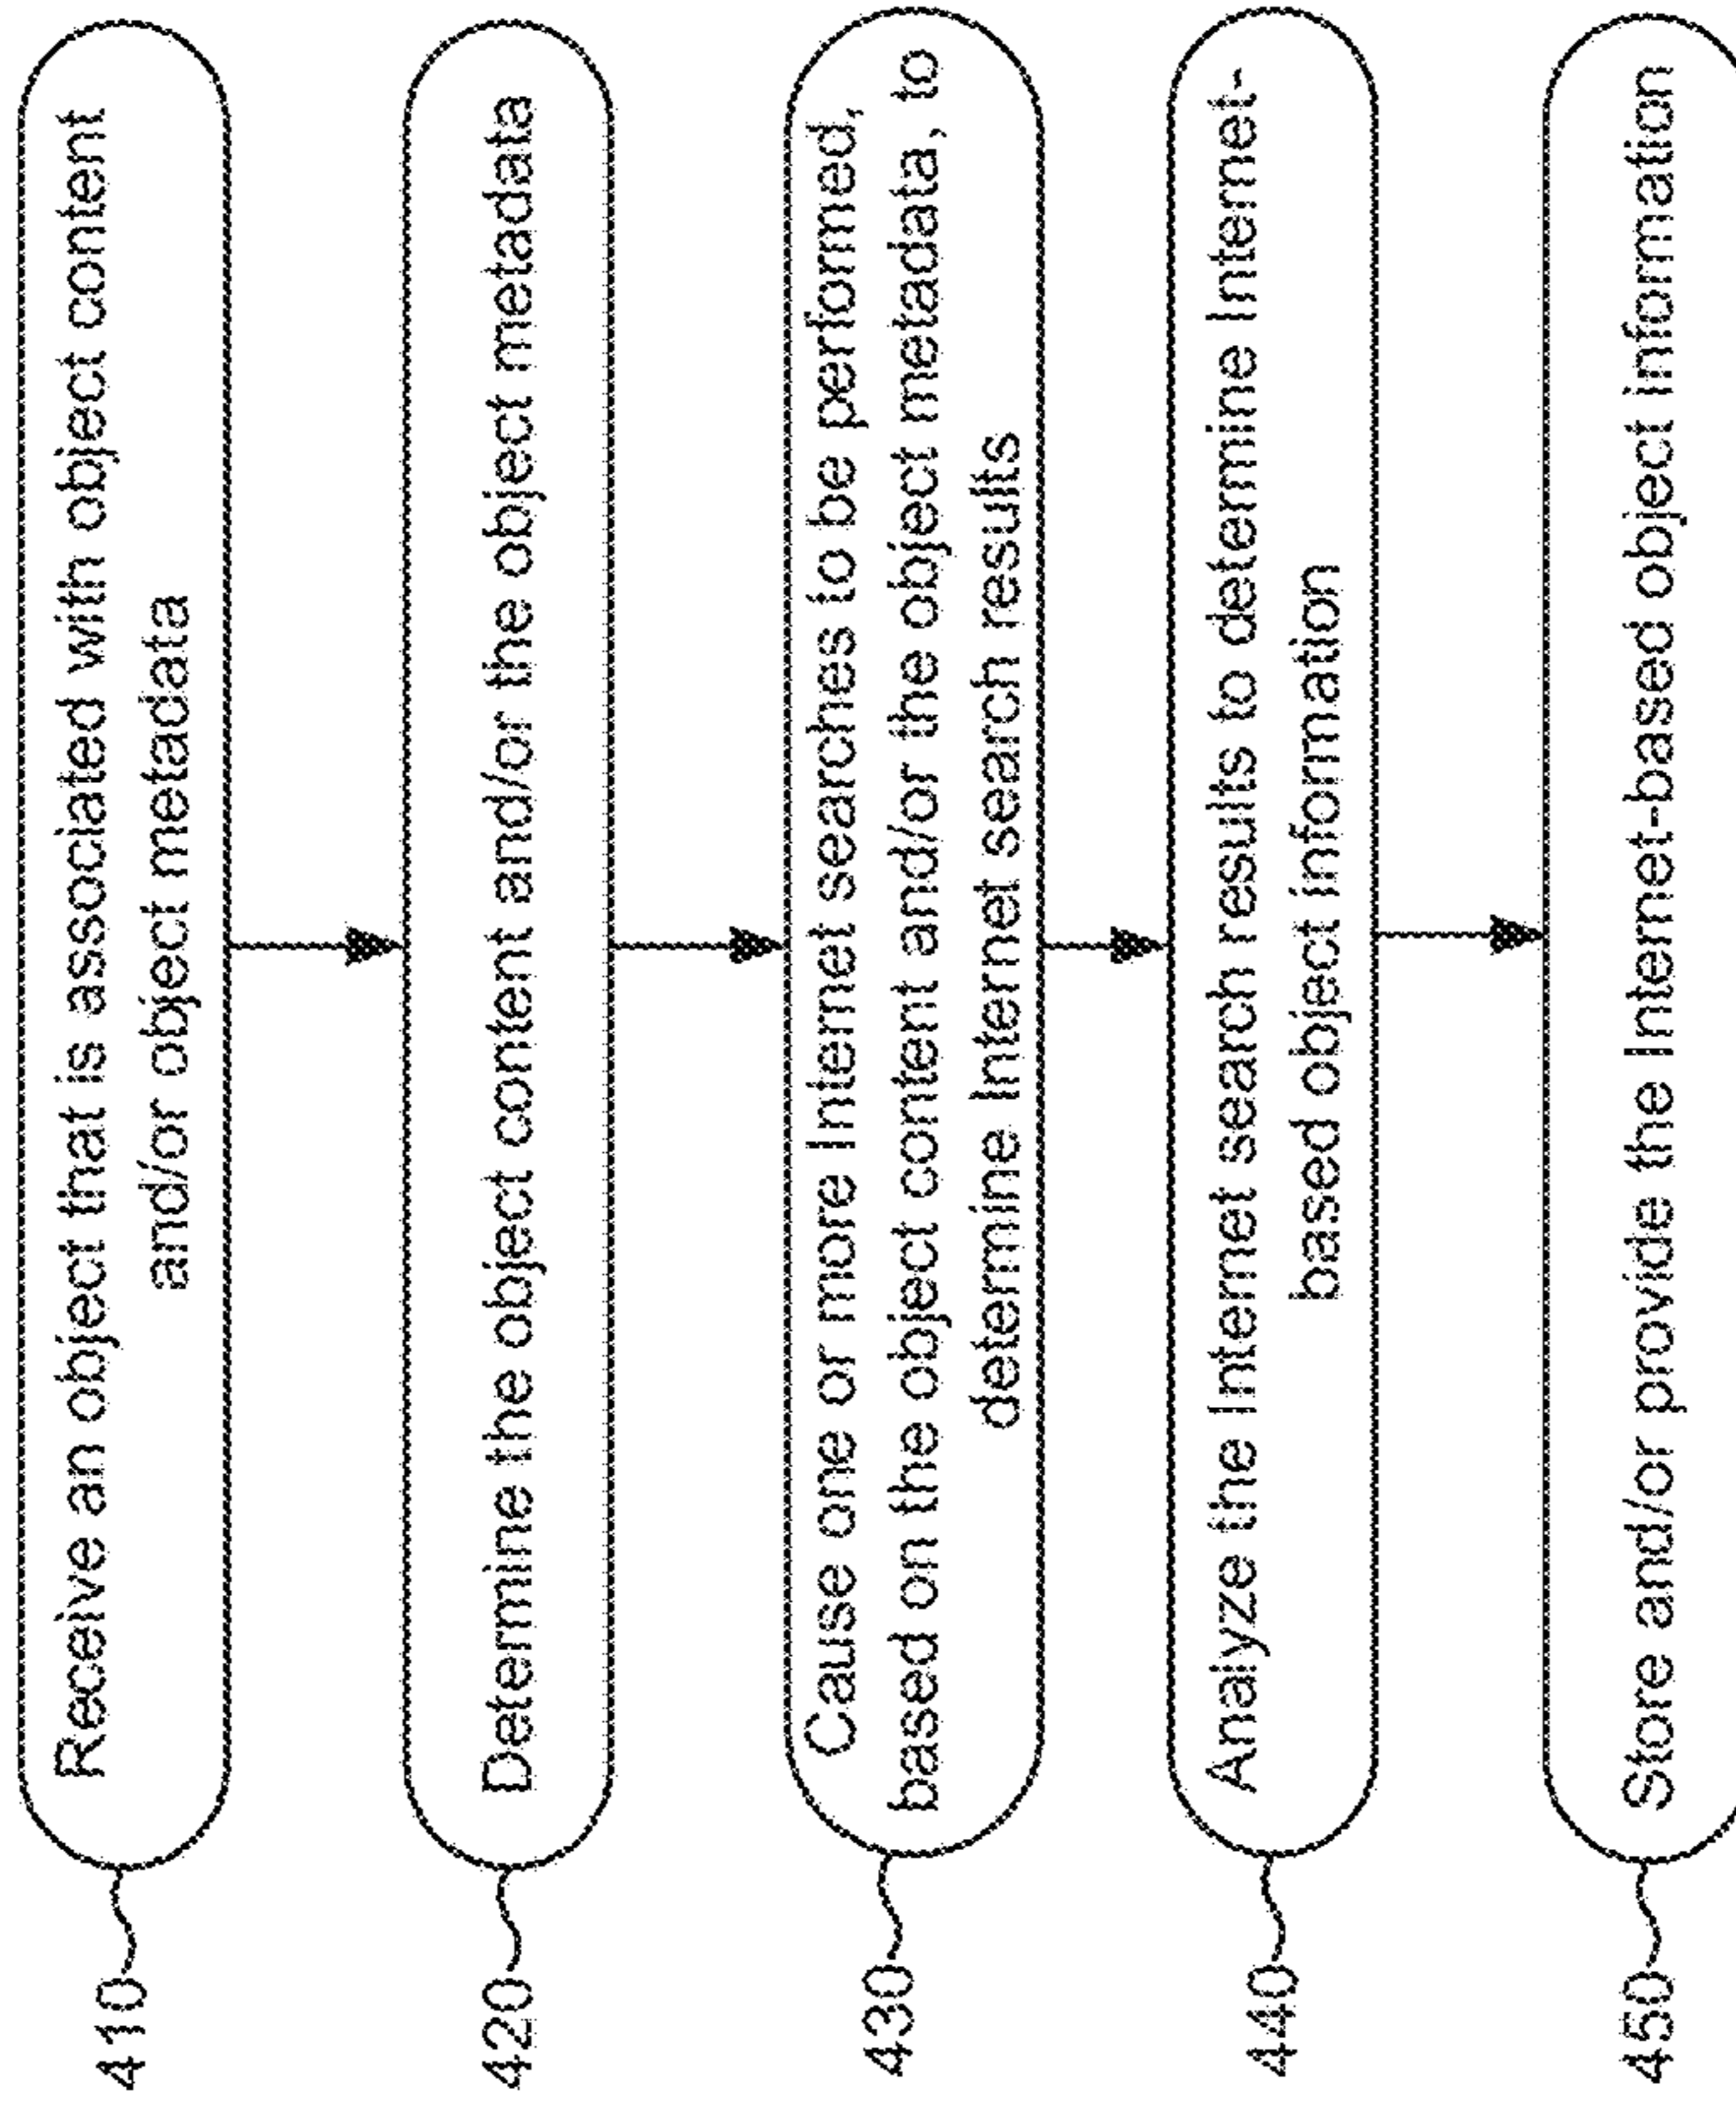 410
Receive an object that is associated with object content
and/or object metadata
420
Determine the object content and/or the object metadata
430
Cause one or more Internet searches to be performed,
based on the object content and/or the object metadata, to
determine Internet search results
440
Analyze the Internet search results to determine Internet-
based object information
450
Store and/or provide the Internet-based object information